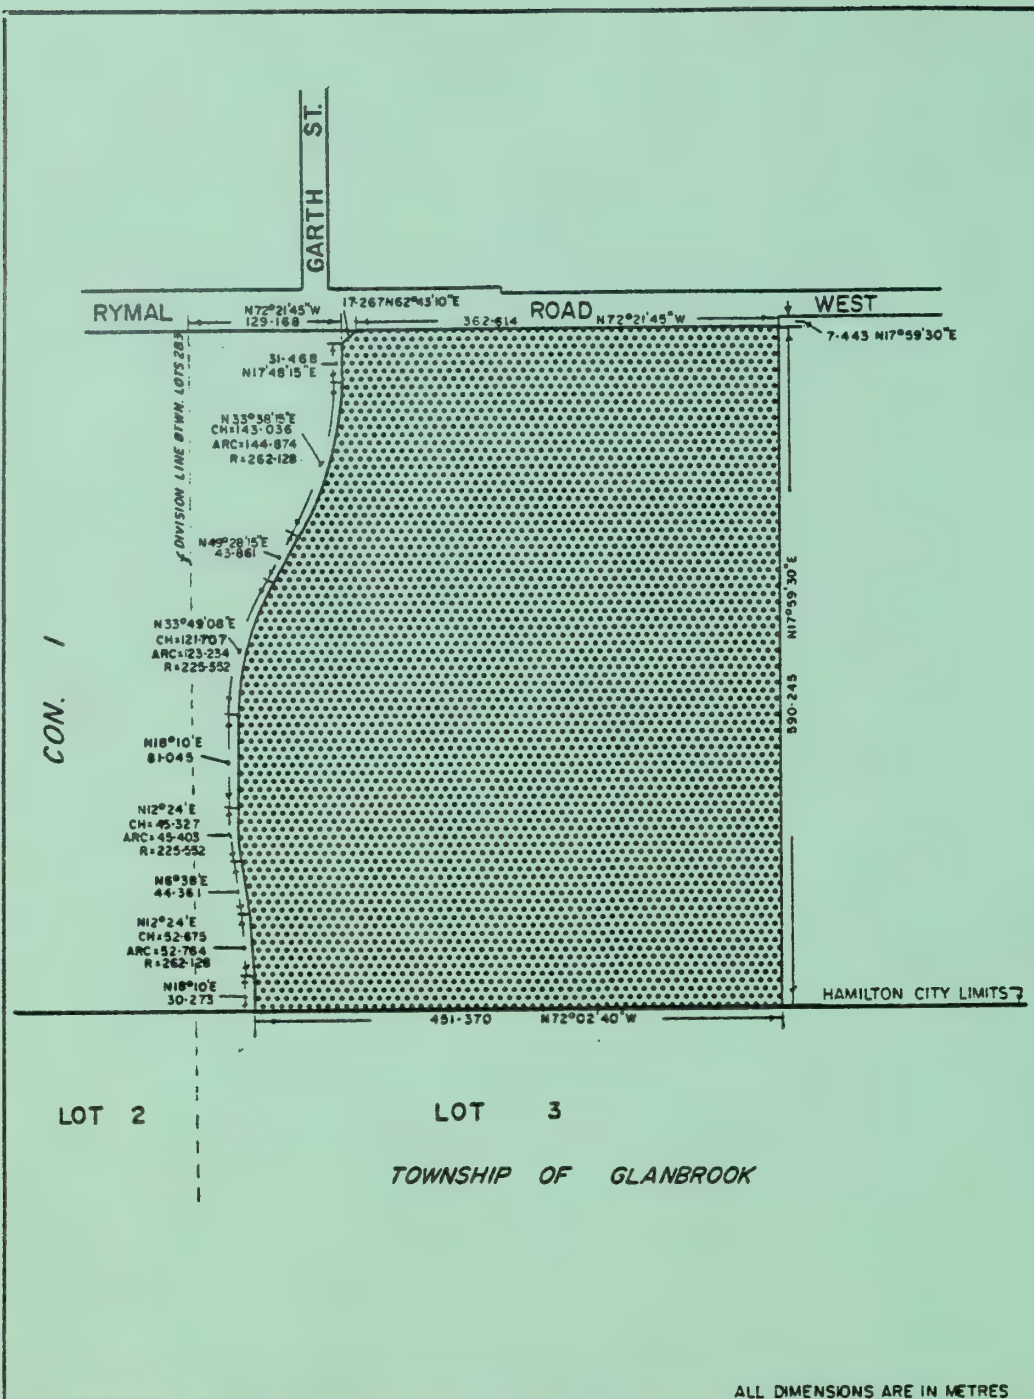 GARTH ST.
RYMAL
ROAD
WEST
N72°21'45"W
129·168
17·267 N62°43'10"E
362·614 N72°21'45"W
7·443 N17°59'30"E
31·468
N17°48'15"E
DIVISION LINE BTWN. LOTS 2&3
N33°38'15"E
CH=143·036
ARC=144·874
R=262·128
N49°28'15"E
43·861
N17°59'30"E
590·245
N33°49'08"E
CH=121·707
ARC=123·234
R=225·552
CON. 1
N18°10'E
81·045
N12°24'E
CH=45·327
ARC=45·403
R=225·552
N6°38'E
44·361
N12°24'E
CH=52·675
ARC=52·764
R=262·128
N18°10'E
30·273
HAMILTON CITY LIMITS
451·370 N72°02'40"W
LOT 2
LOT 3
TOWNSHIP OF GLANBROOK
ALL DIMENSIONS ARE IN METRES